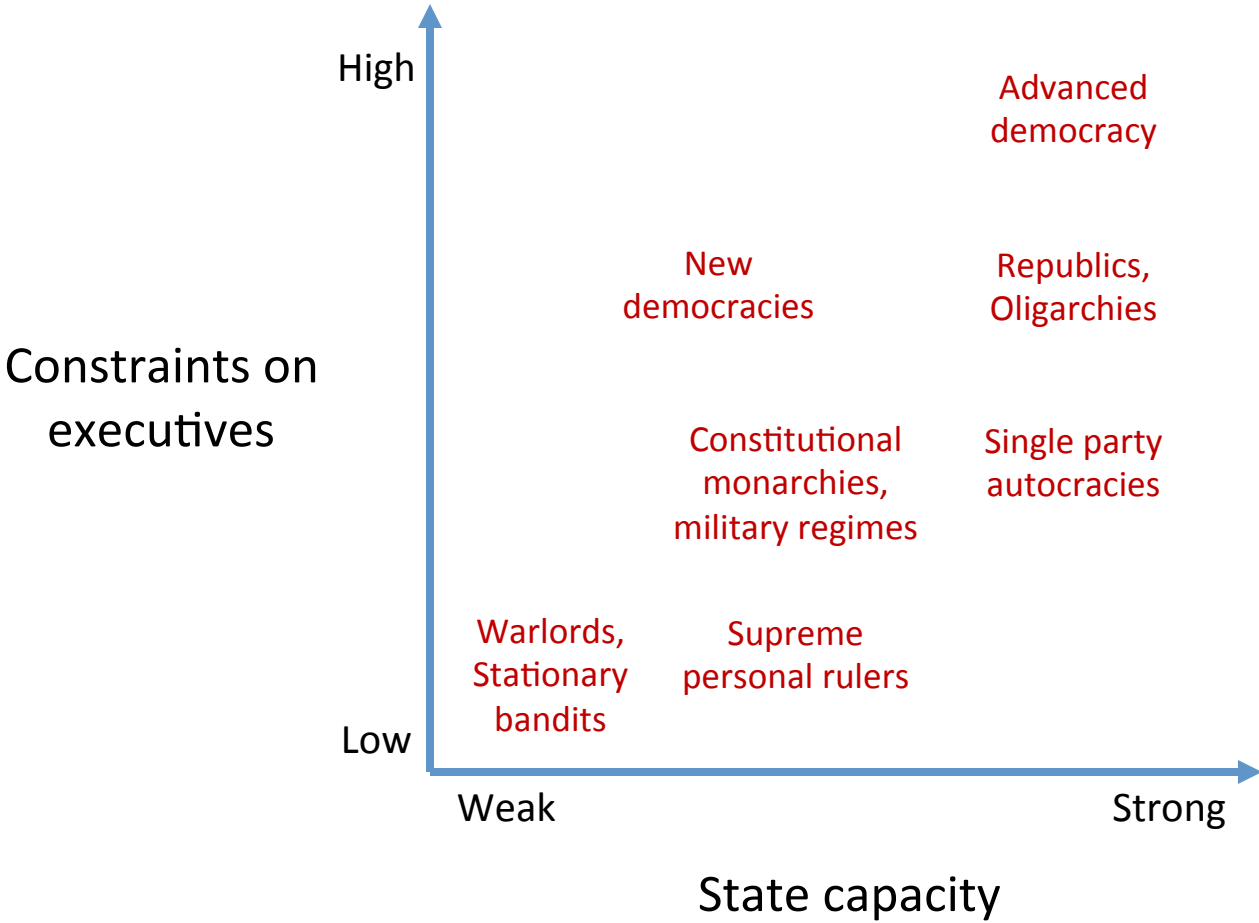 High
Advanced
democracy
New
democracies
Republics,
Oligarchies
Constraints on
executives
Constitutional
monarchies,
military regimes
Single party
autocracies
Warlords,
Stationary
bandits
Supreme
personal rulers
Low
Weak
Strong
State capacity